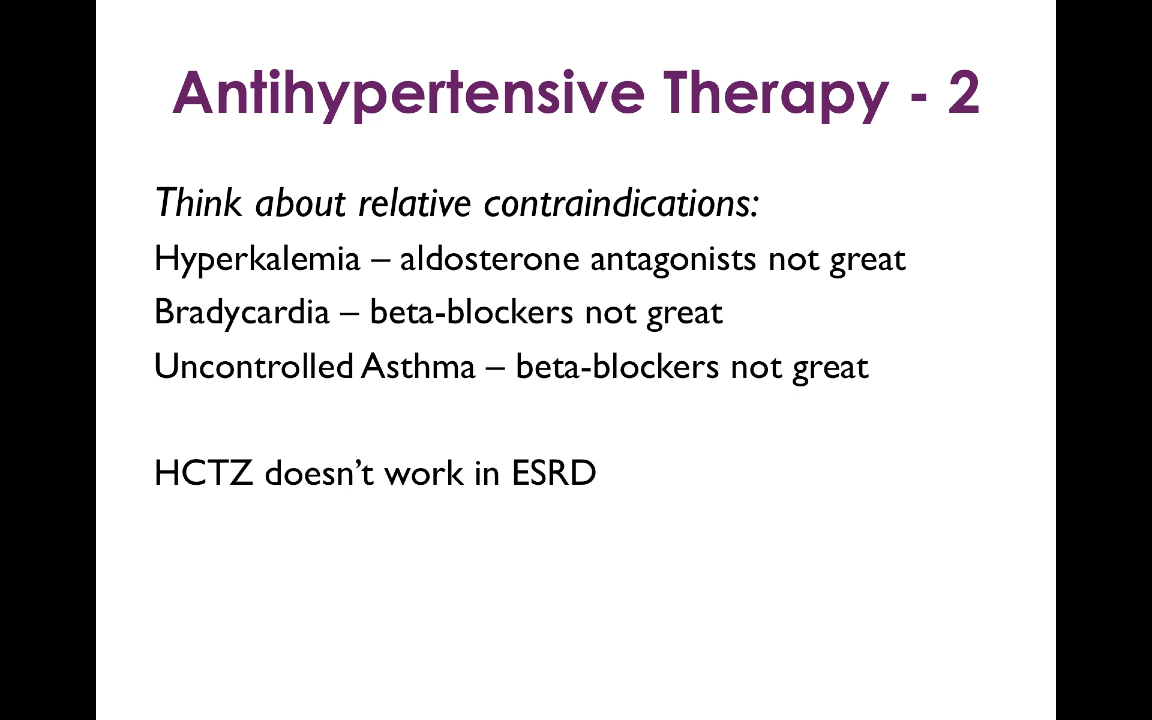 Antihypertensive Therapy - 2
Think about relative contraindications:
Hyperkalemia – aldosterone antagonists not great
Bradycardia – beta-blockers not great
Uncontrolled Asthma – beta-blockers not great
HCTZ doesn’t work in ESRD